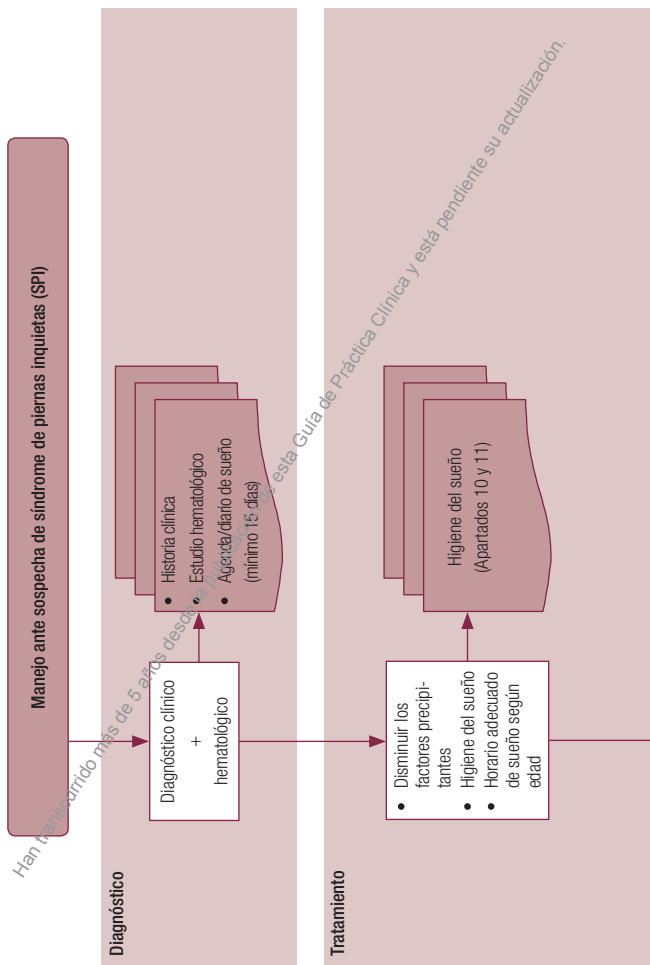 Manejo ante sospecha de síndrome de piernas inquietas (SPI)
Diagnóstico
Diagnóstico clínico
+
hematológico
• Historia clínica
• Estudio hematológico
• Agenda/diario de sueño
(mínimo 15 días)
Tratamiento
• Disminuir los
factores precipi-
tantes
• Higiene del sueño
• Horario adecuado
de sueño según
edad
Higiene del sueño
(Apartados 10 y 11)
Han transcurrido más de 5 años desde la publicación de esta Guía de Práctica Clínica y está pendiente su actualización.